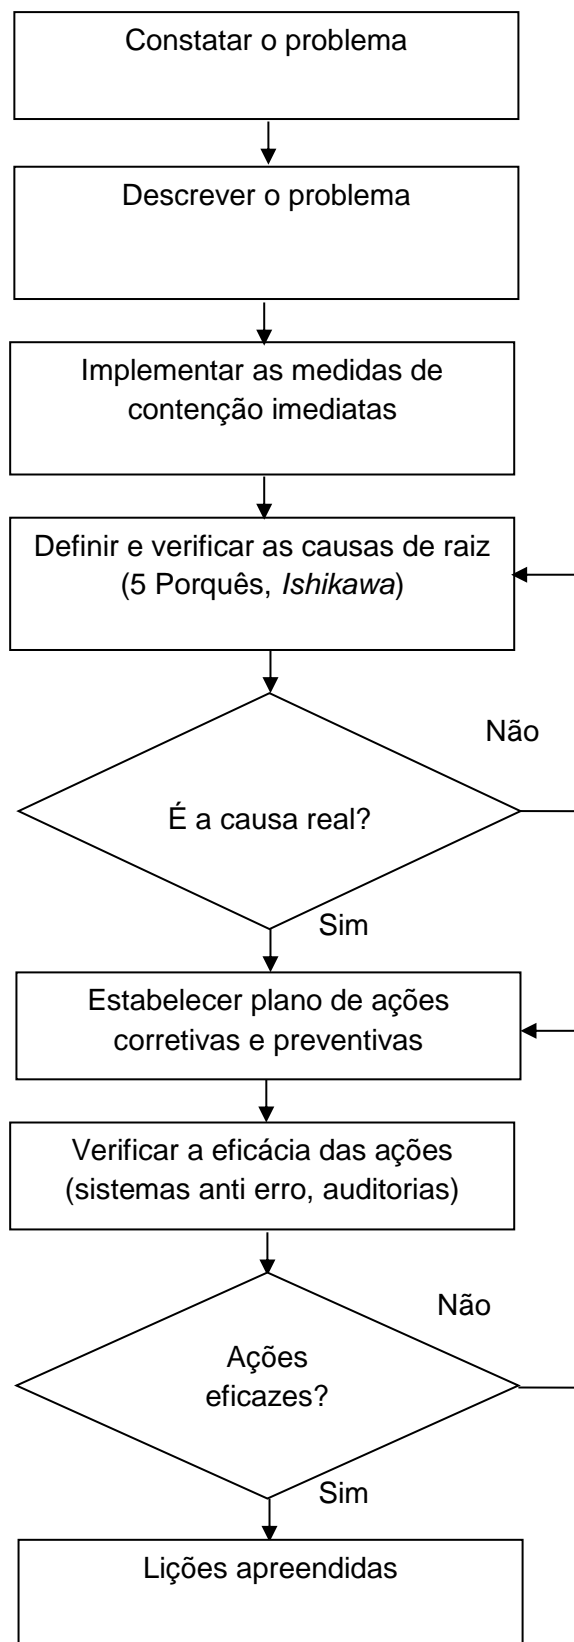 Constatar o problema
Descrever o problema
Implementar as medidas de
contenção imediatas
Definir e verificar as causas de raiz
(5 Porquês, Ishikawa)
Não
É a causa real?
Sim
Estabelecer plano de ações
corretivas e preventivas
Verificar a eficácia das ações
(sistemas anti erro, auditorias)
Não
Ações
eficazes?
Sim
Lições apreendidas